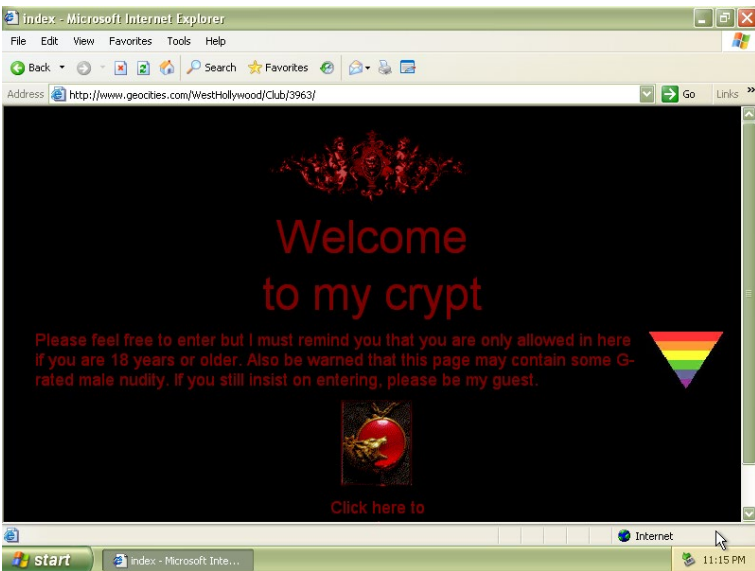 index - Microsoft Internet Explorer
File Edit View Favorites Tools Help
Back Search Favorites
Address http://www.geocities.com/WestHollywood/Club/3963/ Go Links »
Welcome
to my crypt
Please feel free to enter but I must remind you that you are only allowed in here
if you are 18 years or older. Also be warned that this page may contain some G-
rated male nudity. If you still insist on entering, please be my guest.
Click here to
Internet
start index - Microsoft Inte... 11:15 PM